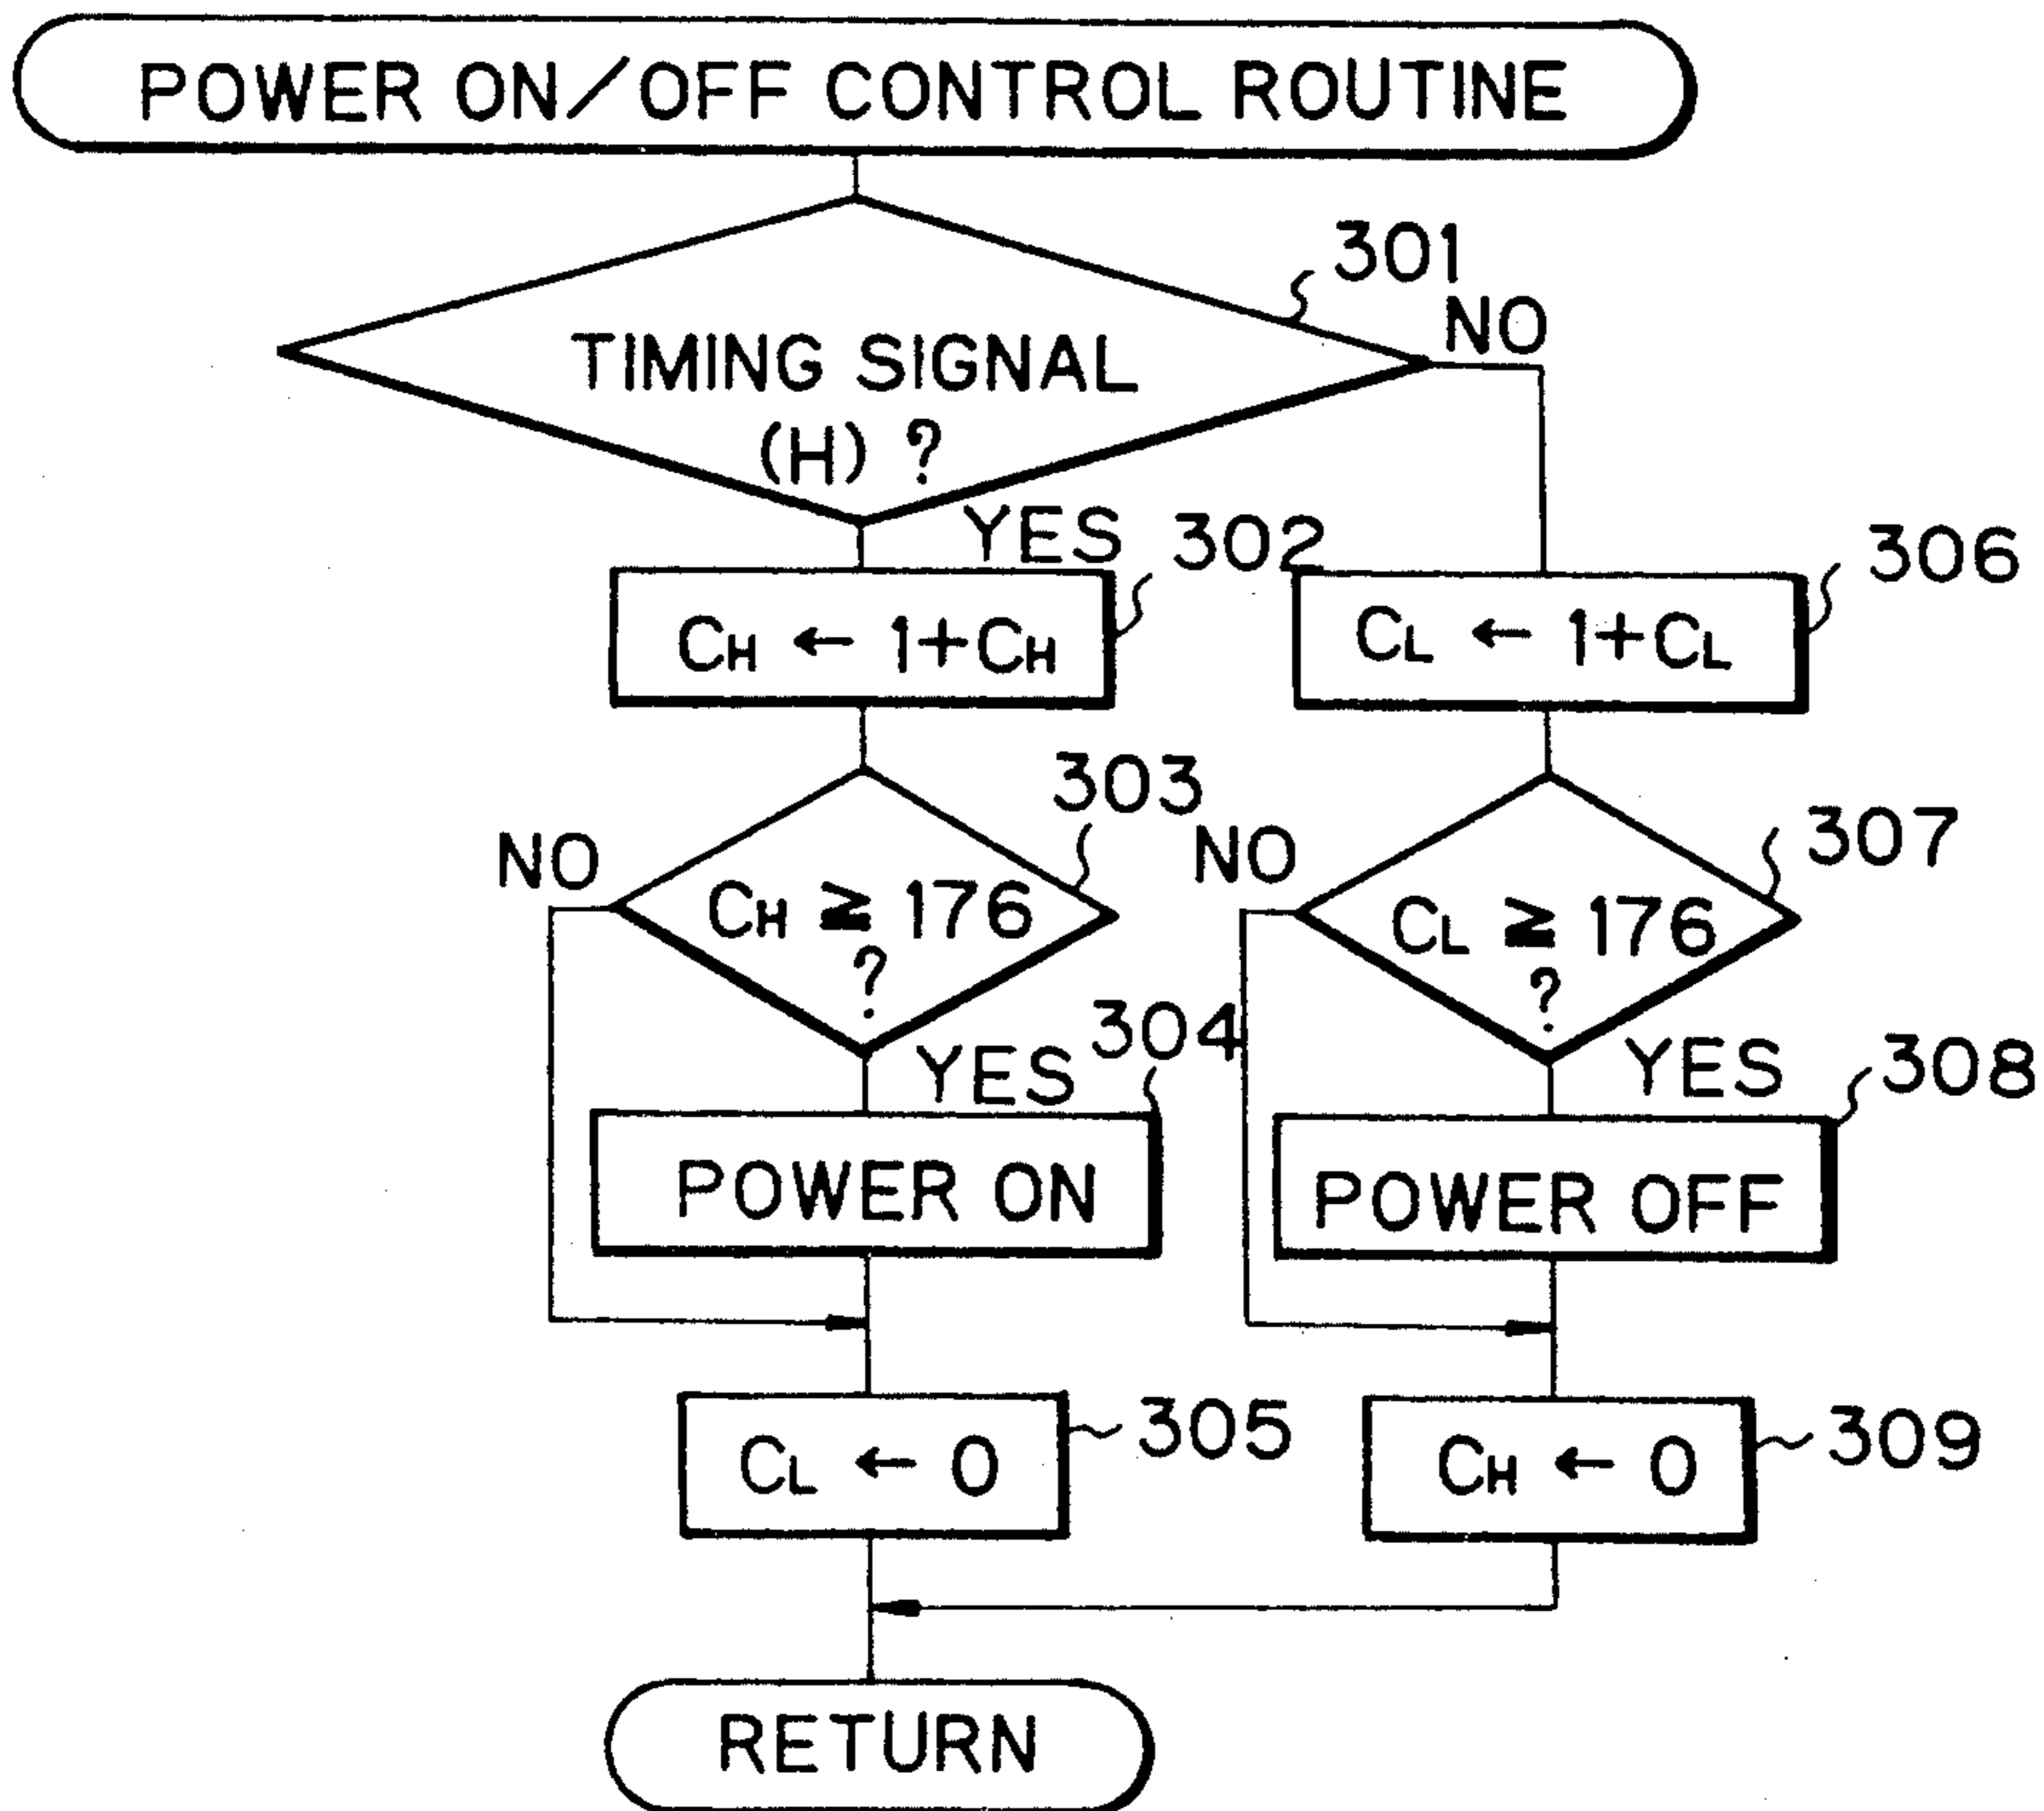 POWER ON/OFF CONTROL ROUTINE
301
NO
TIMING SIGNAL
(H) ?
YES
302
306
CH ← 1+CH
CL ← 1+CL
303
307
NO
CH ≧ 176
?
NO
CL ≧ 176
?
YES
304
YES
308
POWER ON
POWER OFF
305
309
CL ← 0
CH ← 0
RETURN